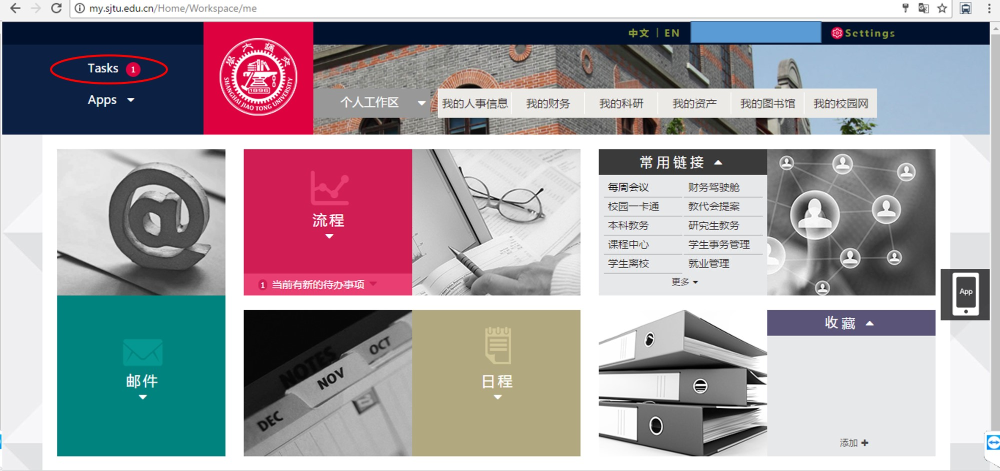 my.sjtu.edu.cn/Home/Workspace/me
中文 | EN
Settings
Tasks 1
Apps
SHANGHAI JIAO TONG UNIVERSITY
1896
个人工作区
我的人事信息 我的财务 我的科研 我的资产 我的图书馆 我的校园网
流程
1 当前有新的待办事项
常用链接
每周会议 财务驾驶舱
校园一卡通 教代会提案
本科教务 研究生教务
课程中心 学生事务管理
学生离校 就业管理
更多
App
邮件
NOTES
OCT
NOV
DEC
日程
收藏
添加